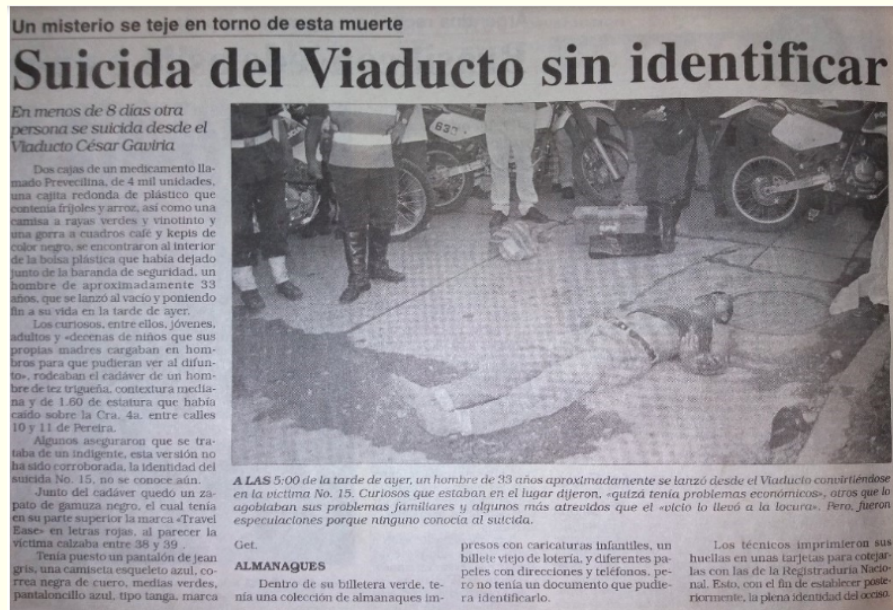 Un misterio se teje en torno de esta muerte
Suicida del Viaducto sin identificar
En menos de 8 días otra
persona se suicida desde el
Viaducto César Gaviria
Dos cajas de un medicamento lla-
mado Prevecilina, de 4 mil unidades,
una cajita redonda de plástico que
contenía fríjoles y arroz, así como una
camisa a rayas verdes y vinotinto y
una gorra a cuadros café y kepis de
color negro, se encontraron al interior
de la bolsa plástica que había dejado
junto de la baranda de seguridad, un
hombre de aproximadamente 33
años, que se lanzó al vacío y poniendo
fin a su vida en la tarde de ayer.
Los curiosos, entre ellos, jóvenes,
adultos y «decenas de niños que sus
propias madres cargaban en hom-
bros para que pudieran ver al difun-
to», rodeaban el cadáver de un hom-
bre de tez trigueña, contextura media-
na y de 1.60 de estatura que había
caído sobre la Cra. 4a. entre calles
10 y 11 de Pereira.
Algunos aseguraron que se tra-
taba de un indigente, esta versión no
ha sido corroborada, la identidad del
suicida No. 15, no se conoce aún.
Junto del cadáver quedó un za-
pato de gamuza negro, el cual tenía
en su parte superior la marca «Travel
Ease» en letras rojas, al parecer la
víctima calzaba entre 38 y 39 .
Tenía puesto un pantalón de jean
gris, una camiseta esqueleto azul, co-
rrea negra de cuero, medias verdes,
pantaloncillo azul, tipo tanga, marca
63
A LAS 5:00 de la tarde de ayer, un hombre de 33 años aproximadamente se lanzó desde el Viaducto convirtiéndose
en la víctima No. 15. Curiosos que estaban en el lugar dijeron, «quizá tenía problemas económicos», otros que lo
agobiaban sus problemas familiares y algunos más atrevidos que el «vicio lo llevó a la locura». Pero, fueron
especulaciones porque ninguno conocía al suicida.
Get.
ALMANAQUES
Dentro de su billetera verde, te-
nía una colección de almanaques im-
presos con caricaturas infantiles, un
billete viejo de lotería, y diferentes pa-
peles con direcciones y teléfonos, pe-
ro no tenía un documento que pudie-
ra identificarlo.
Los técnicos imprimieron sus
huellas en unas tarjetas para cotejar-
las con las de la Registraduría Nacio-
nal. Esto, con el fin de establecer poste-
riormente, la plena identidad del occiso.